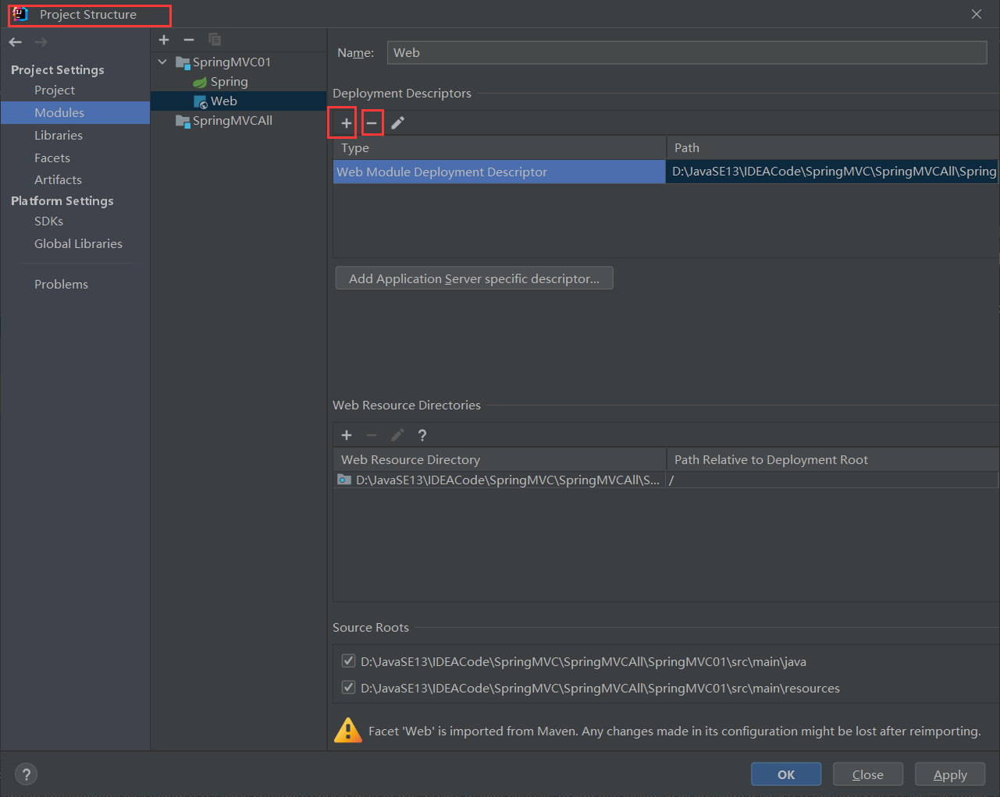 Project Structure
Project Settings
Project
Modules
Libraries
Facets
Artifacts
Platform Settings
SDKs
Global Libraries
Problems
SpringMVC01
Spring
Web
SpringMVCAll
Name: Web
Deployment Descriptors
Type Path
Web Module Deployment Descriptor D:\JavaSE13\IDEACode\SpringMVC\SpringMVCAll\Spring
Add Application Server specific descriptor...
Web Resource Directories
?
Web Resource Directory Path Relative to Deployment Root
D:\JavaSE13\IDEACode\SpringMVC\SpringMVCAll\S... /
Source Roots
D:\JavaSE13\IDEACode\SpringMVC\SpringMVCAll\SpringMVC01\src\main\java
D:\JavaSE13\IDEACode\SpringMVC\SpringMVCAll\SpringMVC01\src\main\resources
Facet 'Web' is imported from Maven. Any changes made in its configuration might be lost after reimporting.
? OK Close Apply